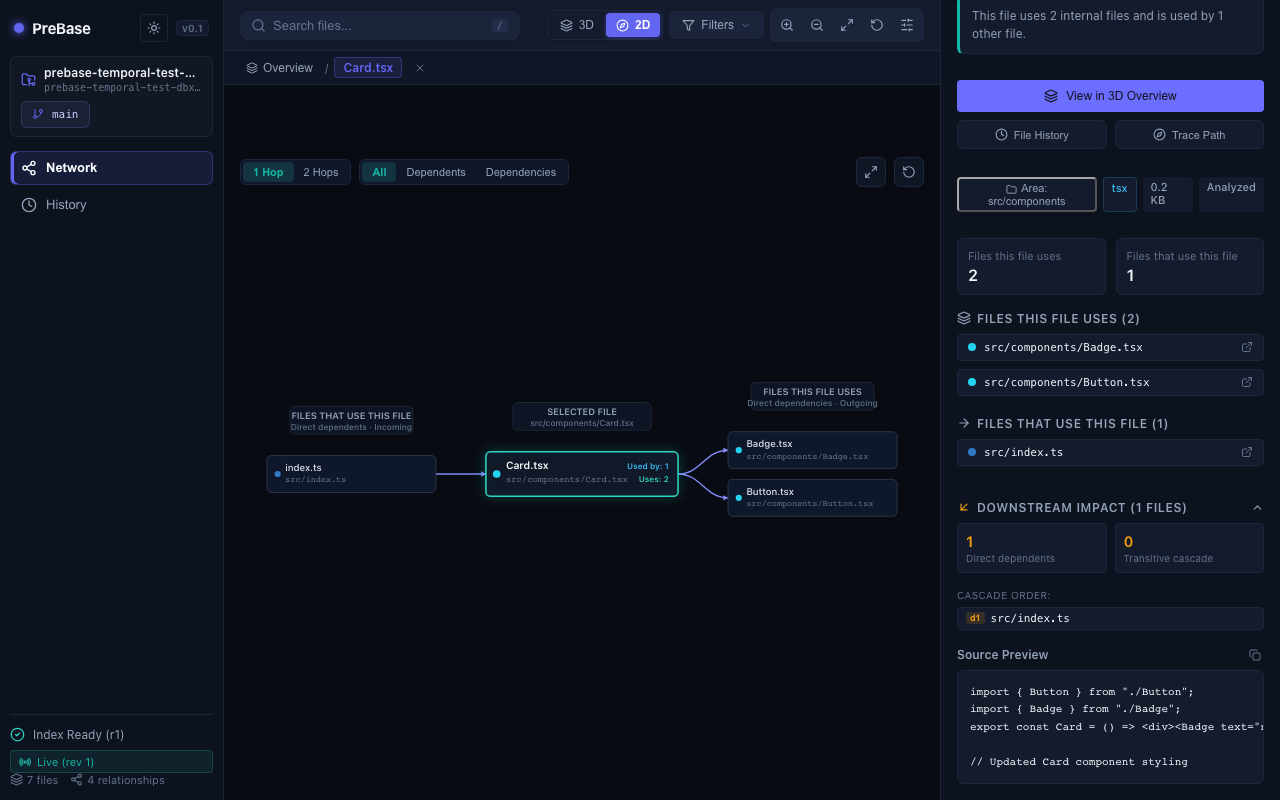 PreBase
v0.1
prebase-temporal-test-...
prebase-temporal-test-dbx...
main
Network
History
Index Ready (r1)
Live (rev 1)
7 files 4 relationships
Search files... /
3D 2D
Filters
Overview / Card.tsx ×
1 Hop 2 Hops
All Dependents Dependencies
FILES THAT USE THIS FILE
Direct dependents · Incoming
index.ts
src/index.ts
SELECTED FILE
src/components/Card.tsx
Card.tsx Used by: 1
src/components/Card.tsx Uses: 2
FILES THIS FILE USES
Direct dependencies · Outgoing
Badge.tsx
src/components/Badge.tsx
Button.tsx
src/components/Button.tsx
This file uses 2 internal files and is used by 1
other file.
View in 3D Overview
File History Trace Path
Area:
src/components
tsx
0.2
KB
Analyzed
Files this file uses
2
Files that use this file
1
FILES THIS FILE USES (2)
src/components/Badge.tsx
src/components/Button.tsx
FILES THAT USE THIS FILE (1)
src/index.ts
DOWNSTREAM IMPACT (1 FILES)
1
Direct dependents
0
Transitive cascade
CASCADE ORDER:
d1 src/index.ts
Source Preview
import { Button } from "./Button";
import { Badge } from "./Badge";
export const Card = () => <div><Badge text="
// Updated Card component styling